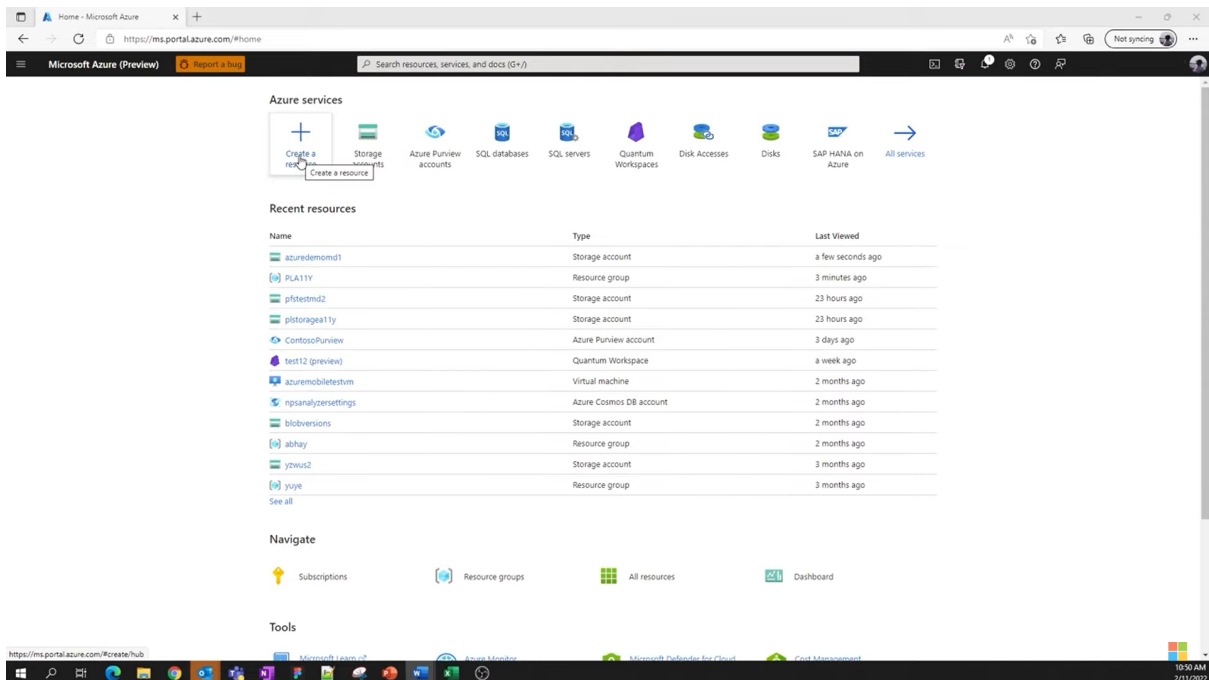 Home - Microsoft Azure
https://ms.portal.azure.com/#home
Not syncing
Microsoft Azure (Preview)
Report a bug
Search resources, services, and docs (G+/)
1
Azure services
Create a resource
Storage accounts
Azure Purview accounts
SQL databases
SQL servers
Quantum Workspaces
Disk Accesses
Disks
SAP HANA on Azure
All services
Create a resource
Recent resources
Name Type Last Viewed
azuredemomd1 Storage account a few seconds ago
PLA11Y Resource group 3 minutes ago
pfstestmd2 Storage account 23 hours ago
plstoragea11y Storage account 23 hours ago
ContosoPurview Azure Purview account 3 days ago
test12 (preview) Quantum Workspace a week ago
azuremobiletestvm Virtual machine 2 months ago
npsanalyzersettings Azure Cosmos DB account 2 months ago
blobversions Storage account 2 months ago
abhay Resource group 2 months ago
yzwus2 Storage account 3 months ago
yuye Resource group 3 months ago
See all
Navigate
Subscriptions Resource groups All resources Dashboard
Tools
Microsoft Learn Azure Monitor Microsoft Defender for Cloud Cost Management
https://ms.portal.azure.com/#create/hub
10:50 AM
2/11/2022